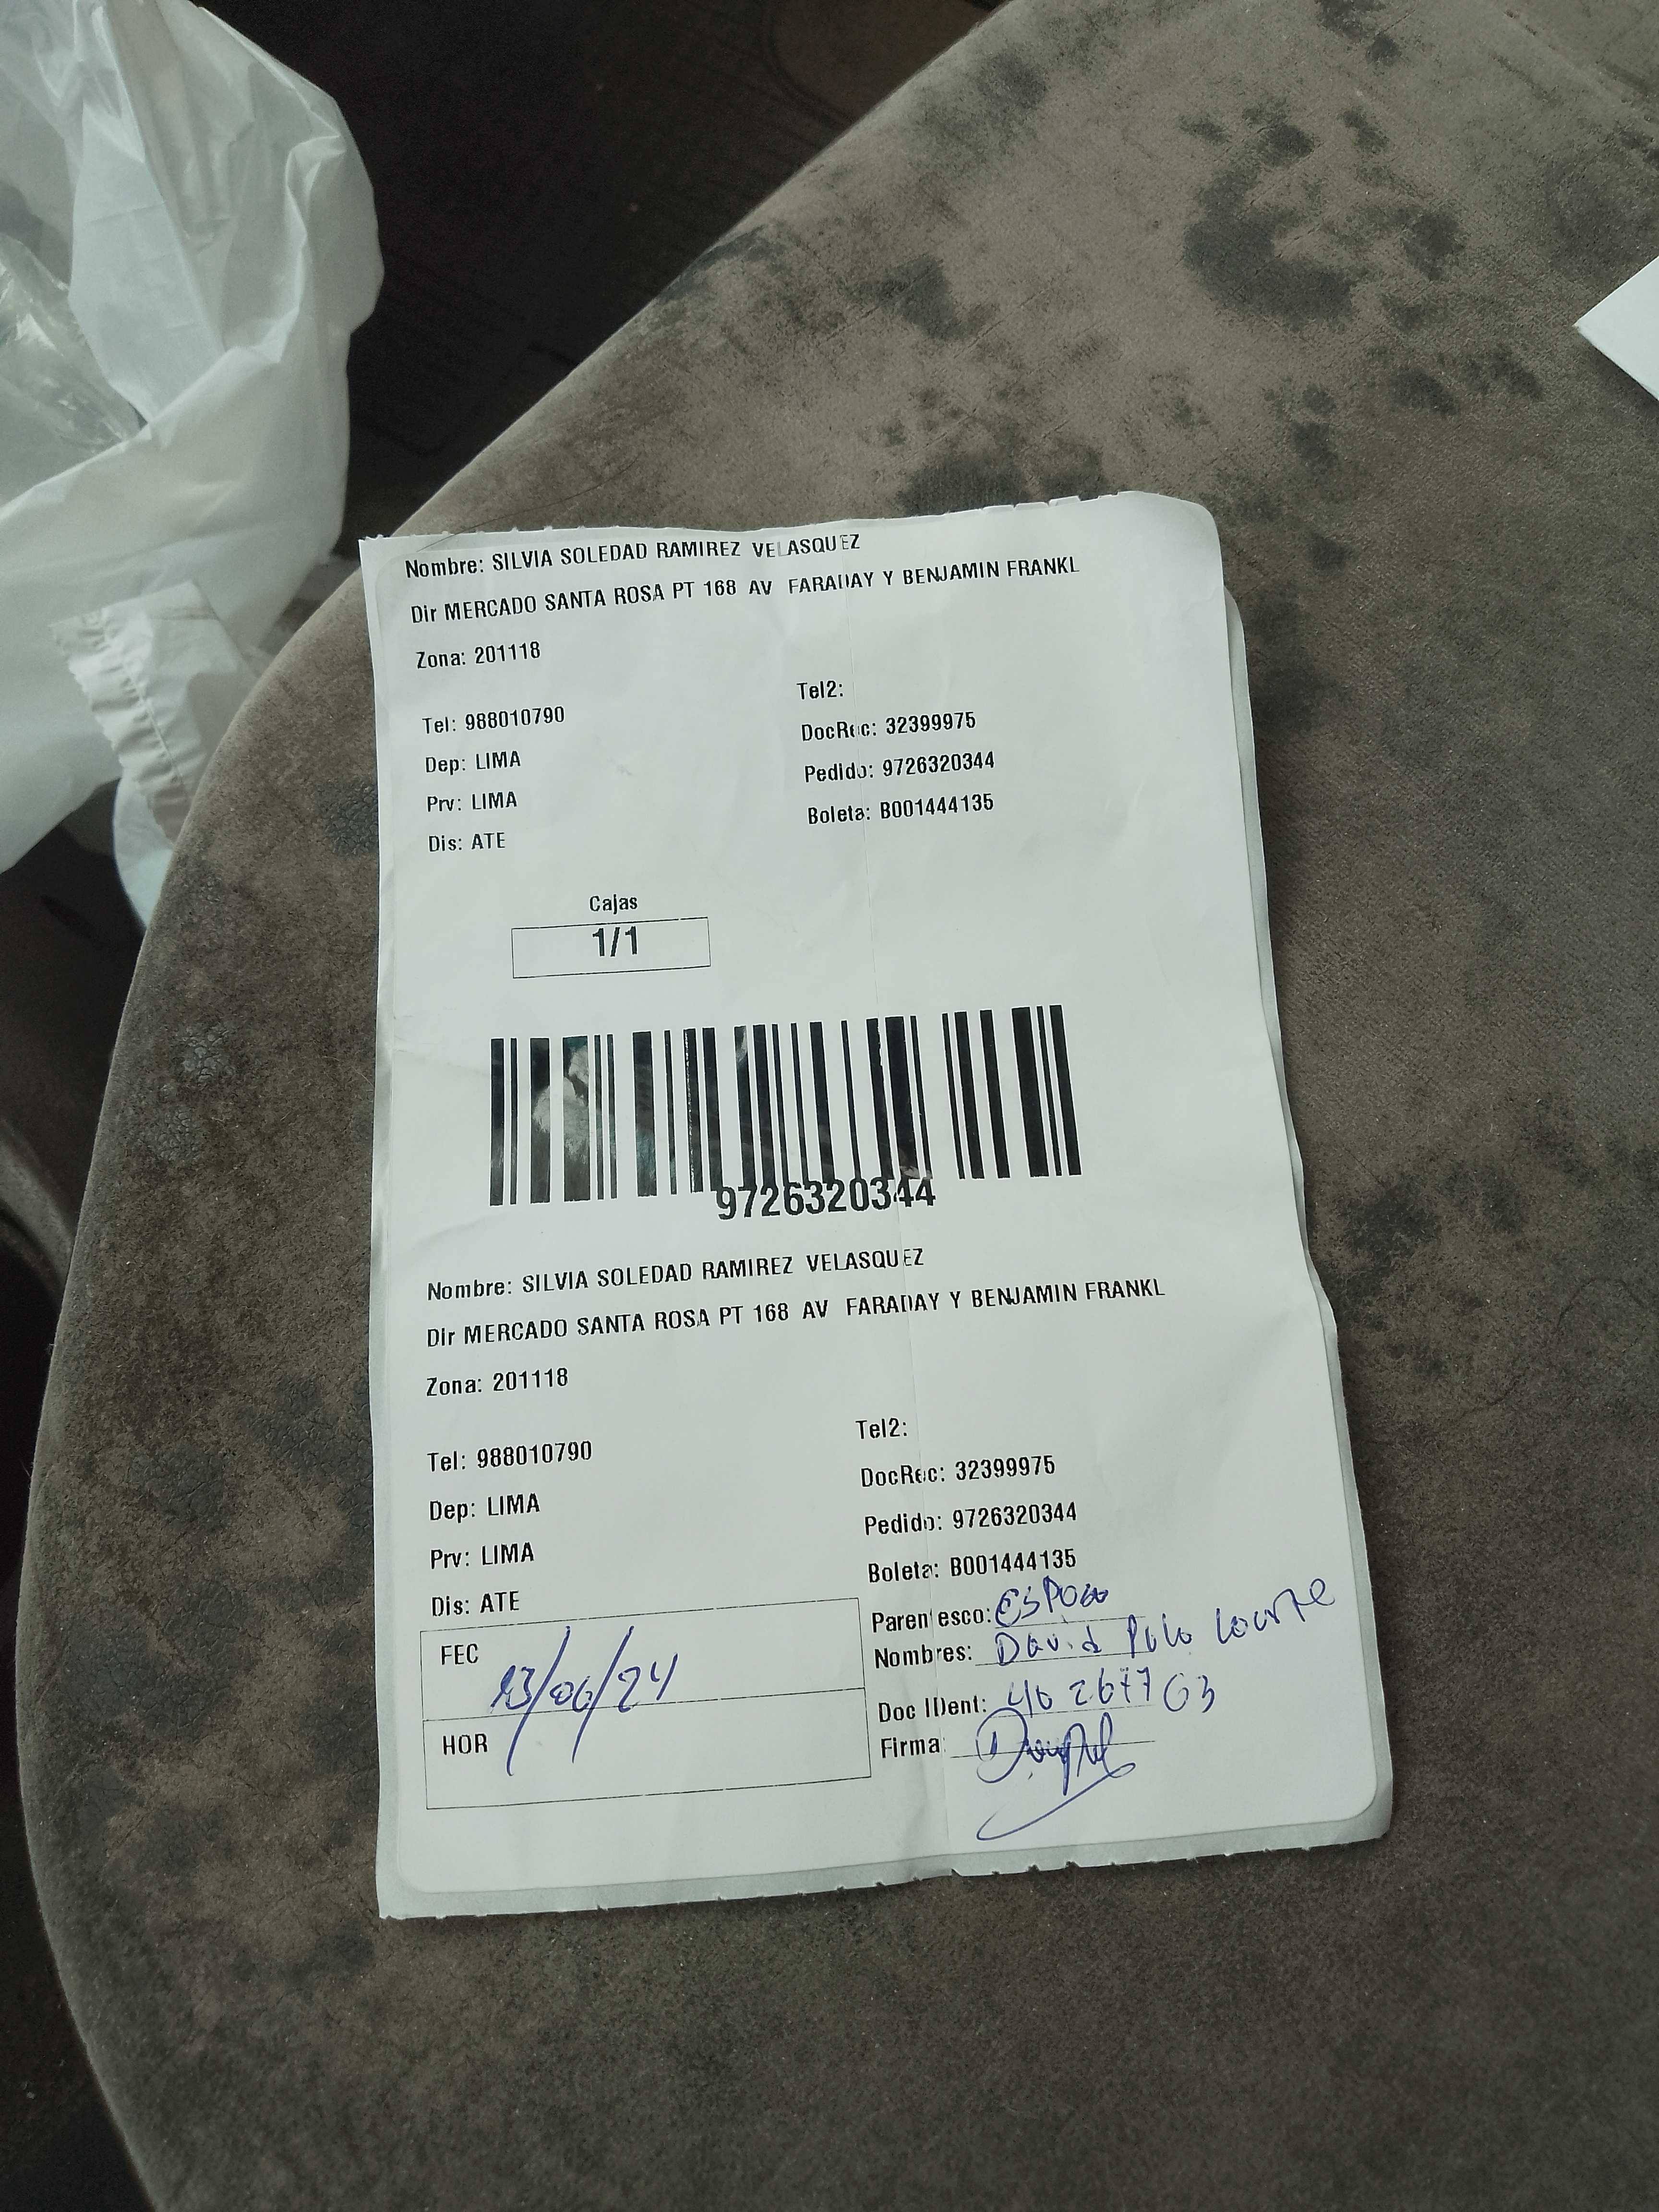 Nombre: SILVIA SOLEDAD RAMIREZ VELASQUEZ
Dir MERCADO SANTA ROSA PT 168 AV FARADAY Y BENJAMIN FRANKL
Zona: 201118
Tel2:
Tel: 988010790 DocRec: 32399975
Dep: LIMA Pedido: 9726320344
Prv: LIMA Boleta: B001444135
Dis: ATE
Cajas
1/1
9726320344
Nombre: SILVIA SOLEDAD RAMIREZ VELASQUEZ
Dir MERCADO SANTA ROSA PT 168 AV FARADAY Y BENJAMIN FRANKL
Zona: 201118
Tel2:
Tel: 988010790 DocRec: 32399975
Dep: LIMA Pedido: 9726320344
Prv: LIMA Boleta: B001444135
Dis: ATE Parentesco: ESPOSO
FEC 13/06/24 Nombres: David Polo
Doc IDent:
HOR Firma: